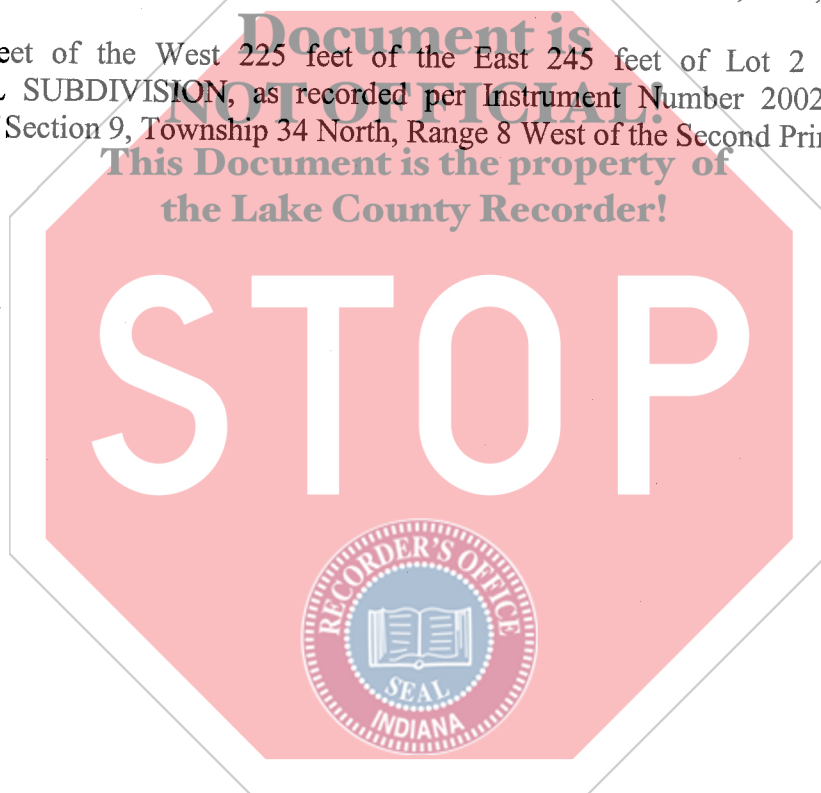 Document is
eet of the West 225 feet of the East 245 feet of Lot 2
NOT OFFICIAL!
SUBDIVISION, as recorded per Instrument Number 2002
Section 9, Township 34 North, Range 8 West of the Second Prin
This Document is the property of
the Lake County Recorder!
STOP
RECORDER'S OFFICE
SEAL
INDIANA